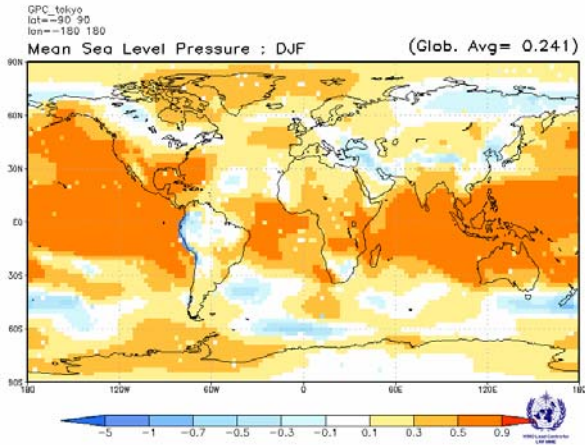 GPC_tokyo
lat=-90 90
lon=-180 180
Mean Sea Level Pressure : DJF (Glob. Avg= 0.241)
90N
60N
30N
EQ
30S
60S
90S
180 120W 60W 0 60E 120E 180
-5 -1 -0.7 -0.5 -0.3 -0.1 0.1 0.3 0.5 0.9